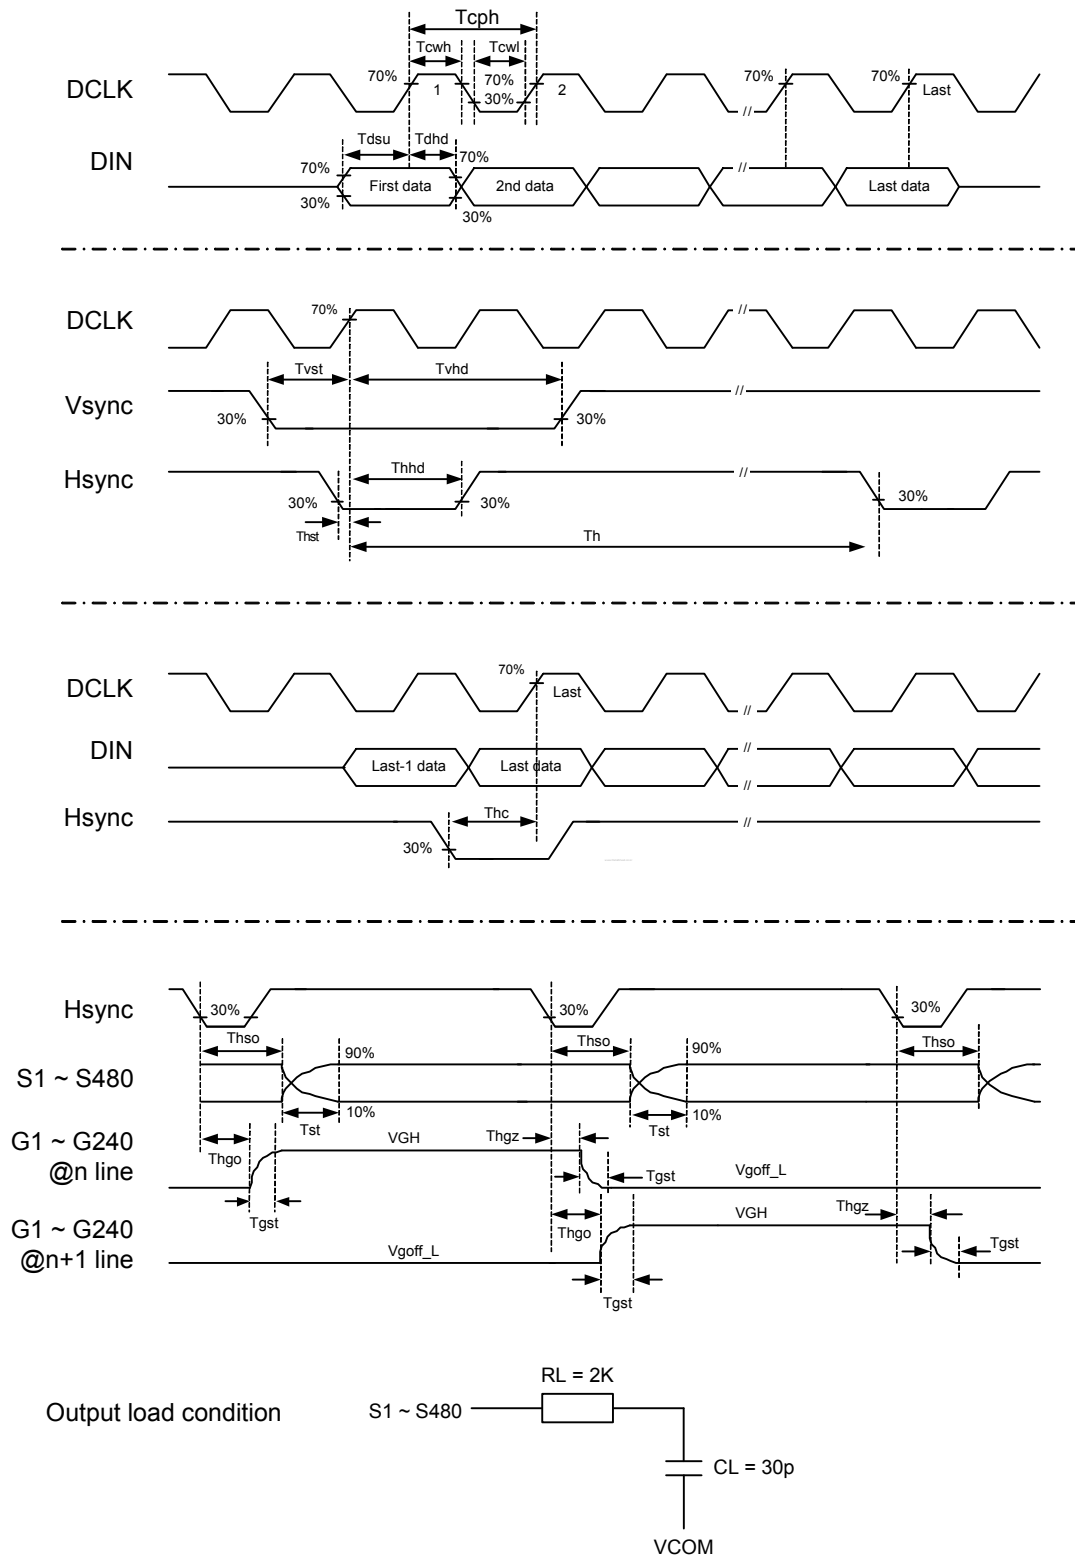 Tcph
Tcwh Tcwl
DCLK 70% 1 70% 30% 2 70% // 70% Last
Tdsu Tdhd
DIN 70% 70% //
First data 2nd data Last data
30% 30% //
DCLK 70% //
Tvst Tvhd
Vsync 30% 30% //
Hsync Thhd //
30% 30% 30%
Thst
Th
DCLK 70% Last //
DIN //
Last-1 data Last data
//
Hsync Thc //
30%
Hsync 30% 30% 30%
Thso Thso Thso
90% 90%
S1 ~ S480
10% 10%
Tst Tst
G1 ~ G240 VGH Thgz
@n line Thgo Tgst Vgoff_L
Tgst
G1 ~ G240 Thgo VGH Thgz
@n+1 line Vgoff_L Tgst
Tgst
RL = 2K
Output load condition S1 ~ S480
CL = 30p
VCOM